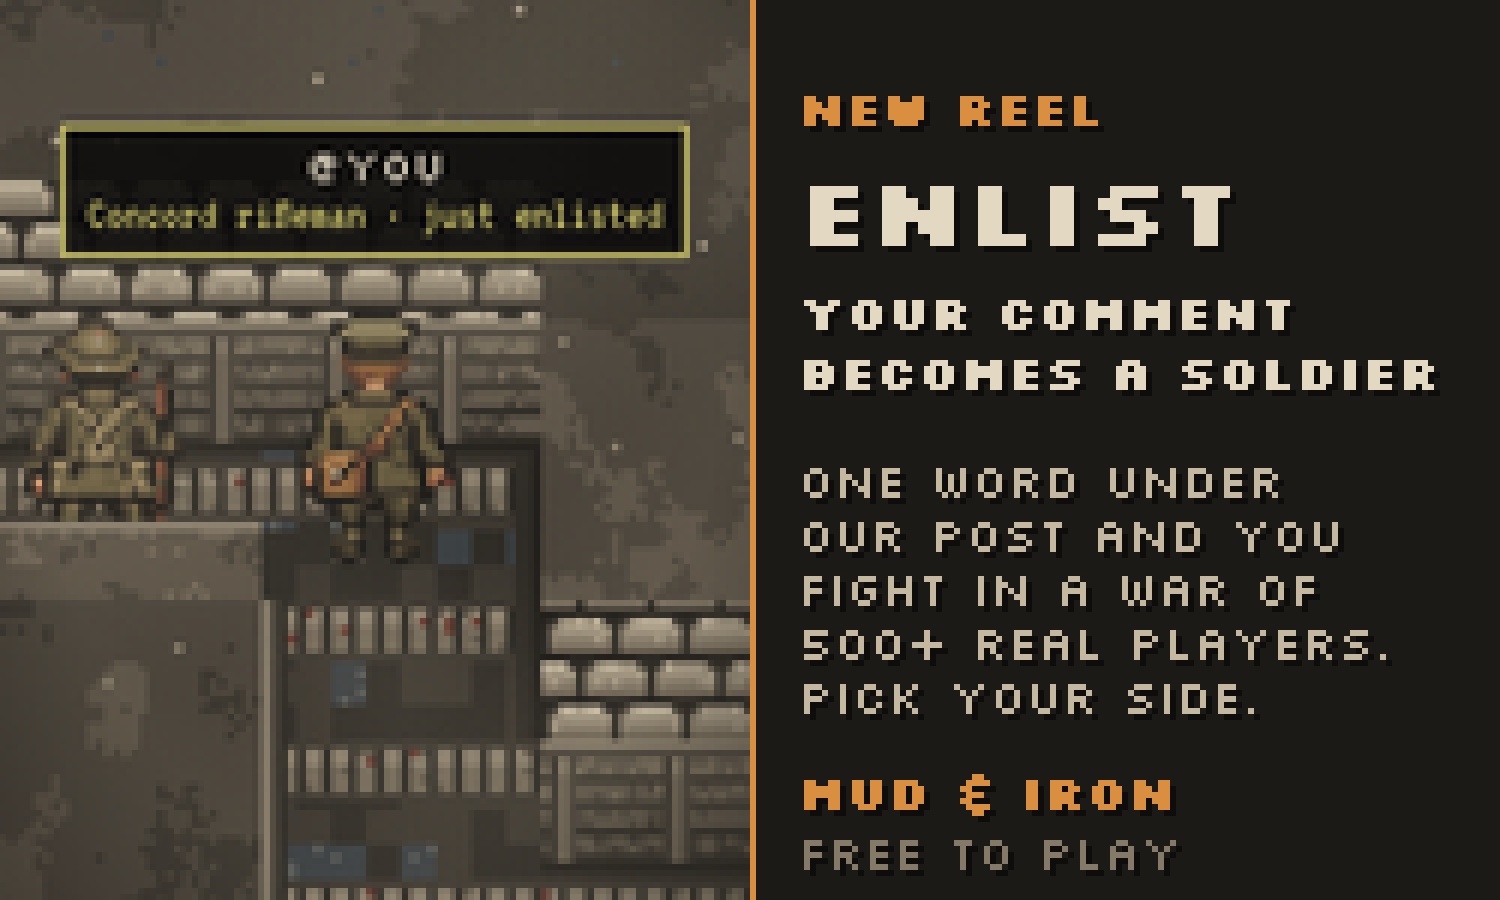 @YOU
Concord rifleman · just enlisted
NEW REEL
ENLIST
YOUR COMMENT
BECOMES A SOLDIER
ONE WORD UNDER
OUR POST AND YOU
FIGHT IN A WAR OF
500+ REAL PLAYERS.
PICK YOUR SIDE.
MUD & IRON
FREE TO PLAY